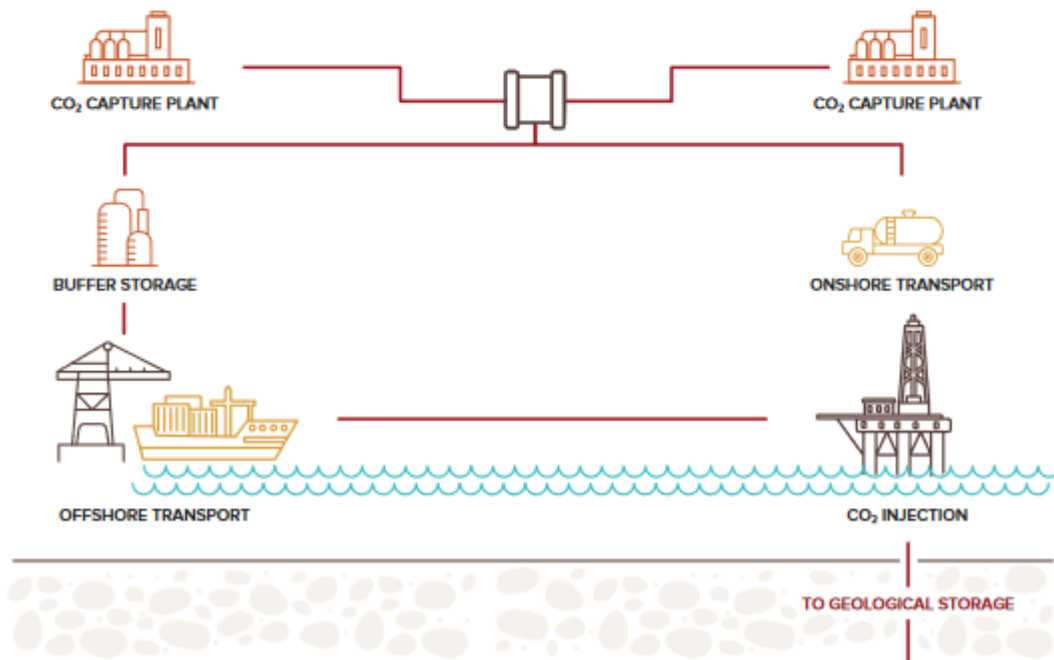 CO₂ CAPTURE PLANT
CO₂ CAPTURE PLANT
BUFFER STORAGE
ONSHORE TRANSPORT
OFFSHORE TRANSPORT
CO₂ INJECTION
TO GEOLOGICAL STORAGE